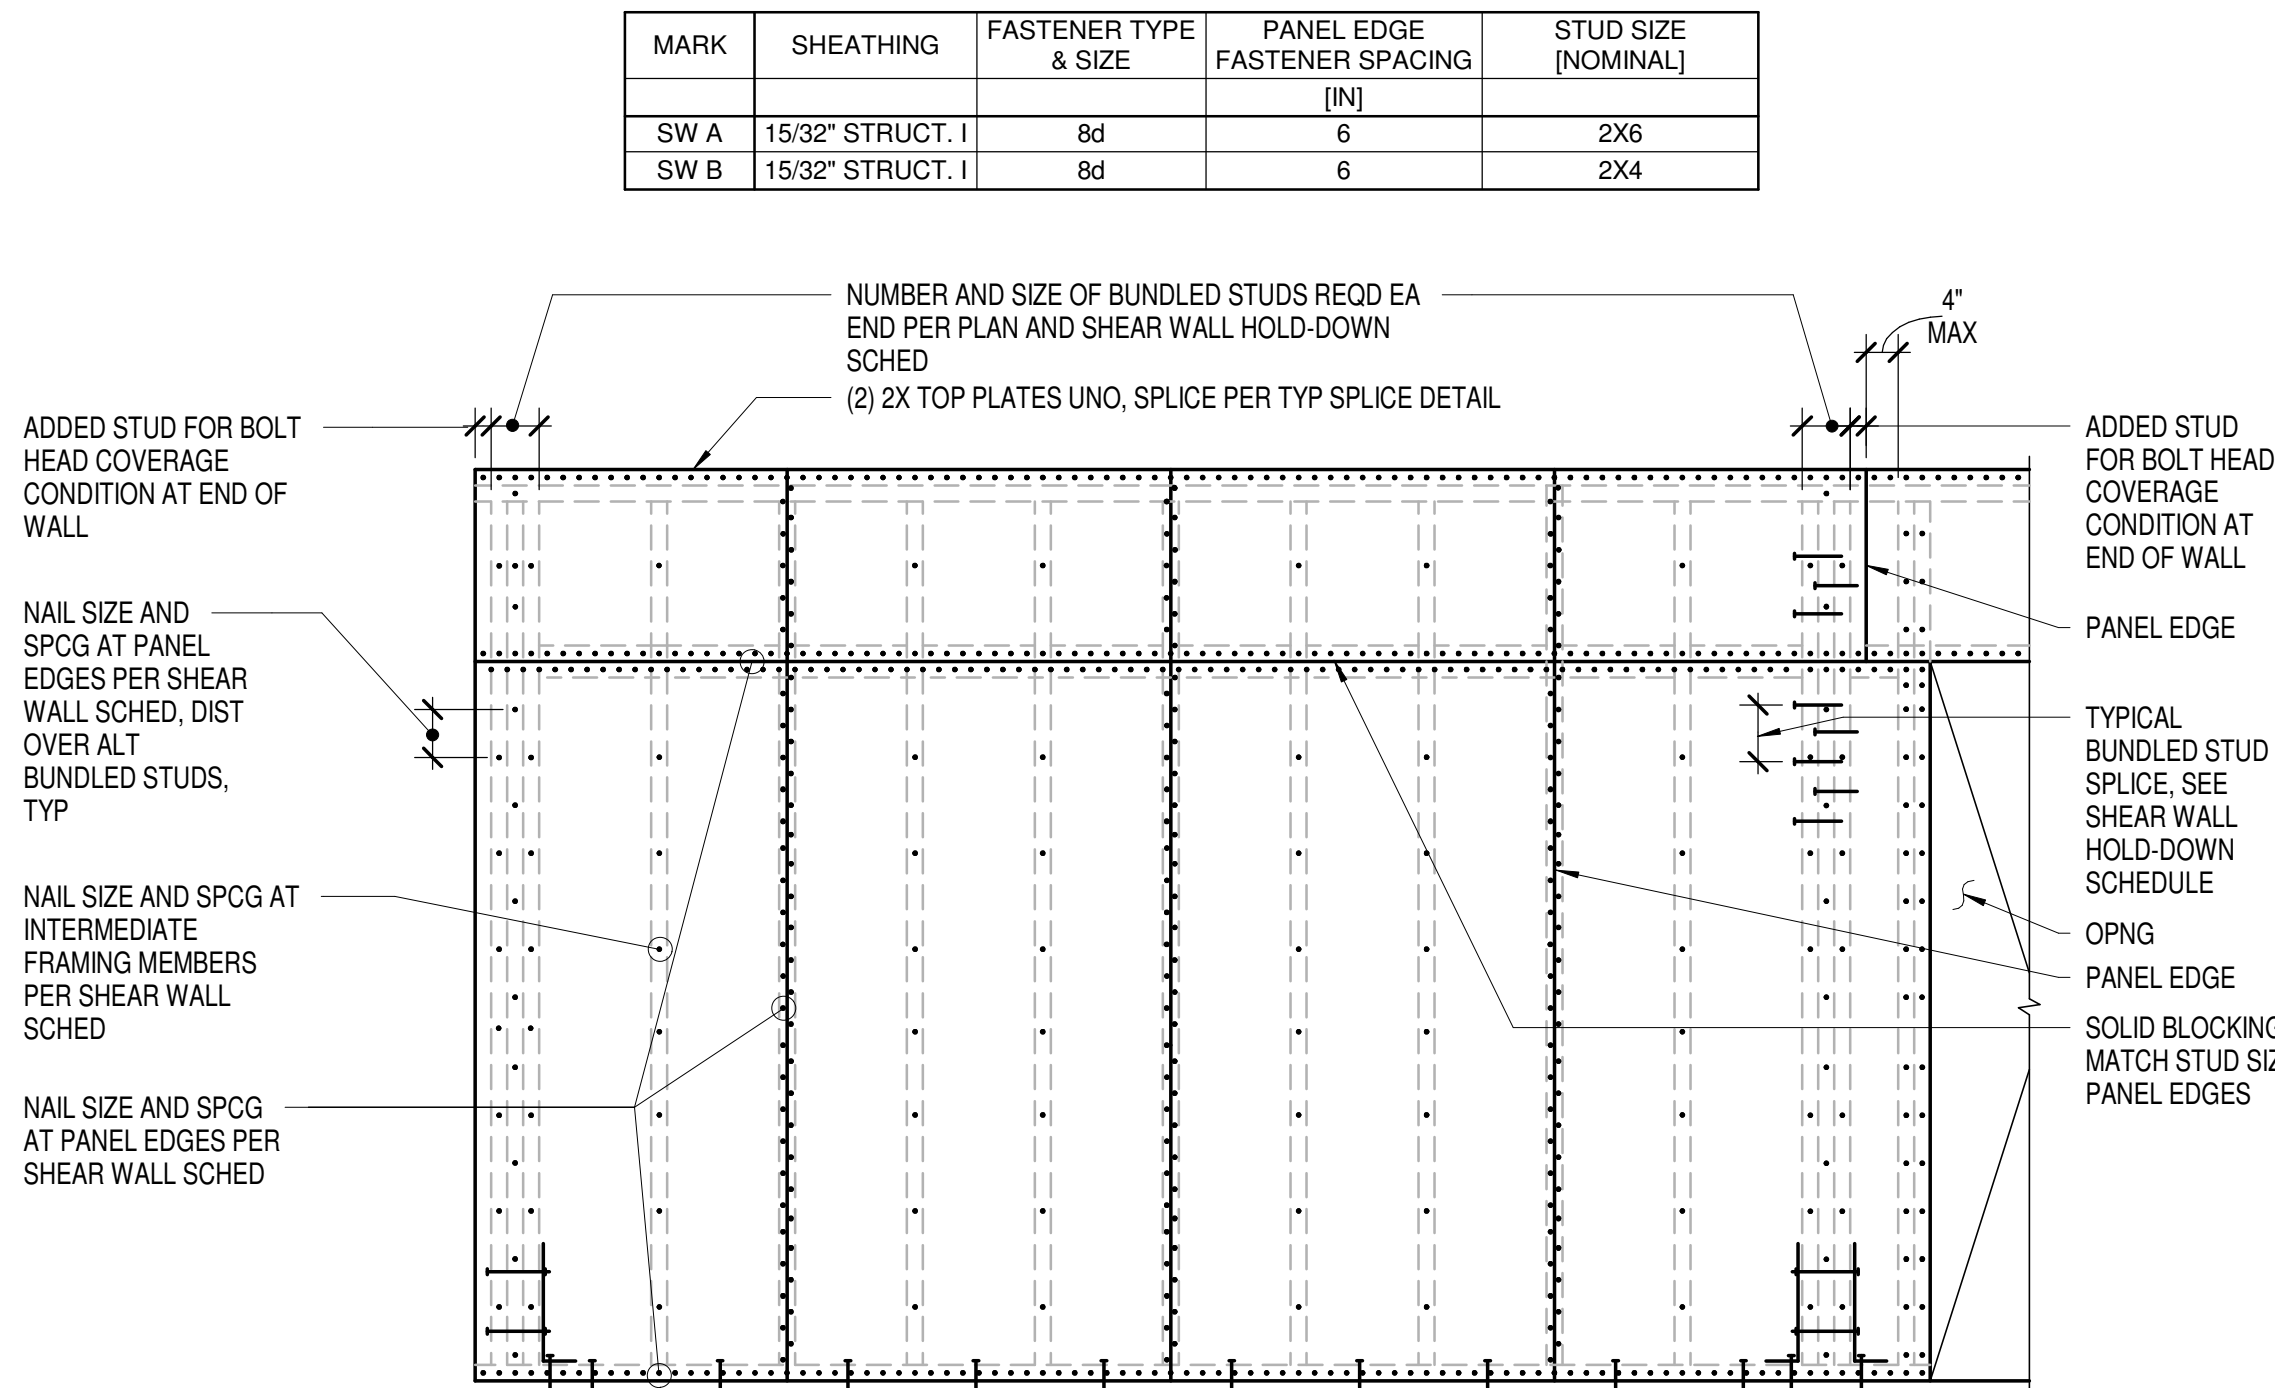 MARK SHEATHING FASTENER TYPE & SIZE PANEL EDGE FASTENER SPACING STUD SIZE [NOMINAL]
[IN]
SW A 15/32" STRUCT. I 8d 6 2X6
SW B 15/32" STRUCT. I 8d 6 2X4
NUMBER AND SIZE OF BUNDLED STUDS REQD EA
END PER PLAN AND SHEAR WALL HOLD-DOWN
SCHED
(2) 2X TOP PLATES UNO, SPLICE PER TYP SPLICE DETAIL
4"
MAX
ADDED STUD FOR BOLT
HEAD COVERAGE
CONDITION AT END OF
WALL
NAIL SIZE AND
SPCG AT PANEL
EDGES PER SHEAR
WALL SCHED, DIST
OVER ALT
BUNDLED STUDS,
TYP
NAIL SIZE AND SPCG AT
INTERMEDIATE
FRAMING MEMBERS
PER SHEAR WALL
SCHED
NAIL SIZE AND SPCG
AT PANEL EDGES PER
SHEAR WALL SCHED
ADDED STUD
FOR BOLT HEAD
COVERAGE
CONDITION AT
END OF WALL
PANEL EDGE
TYPICAL
BUNDLED STUD
SPLICE, SEE
SHEAR WALL
HOLD-DOWN
SCHEDULE
OPNG
PANEL EDGE
SOLID BLOCKING
MATCH STUD SIZ
PANEL EDGES